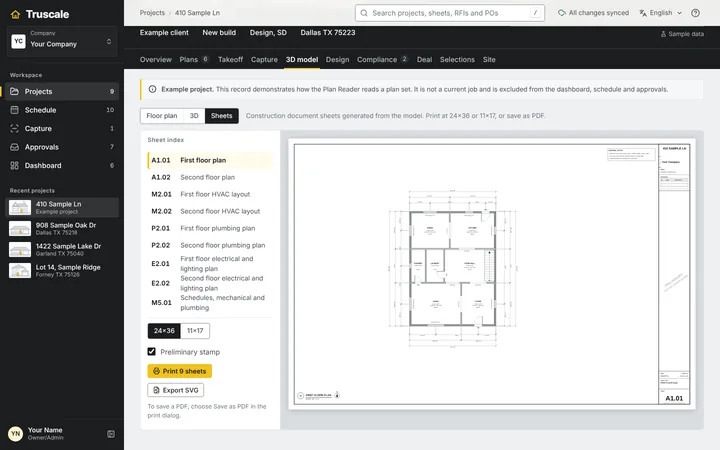 Truscale
Projects / 410 Sample Ln
Search projects, sheets, RFIs and POs
/
All changes synced
English
YC
Company
Your Company
Example client
New build
Design, SD
Dallas TX 75223
Sample data
Overview
Plans 6
Takeoff
Capture
3D model
Design
Compliance 2
Deal
Selections
Site
Workspace
Projects 9
Schedule 10
Capture 1
Approvals 7
Dashboard 6
Recent projects
410 Sample Ln
Example project
908 Sample Oak Dr
Dallas TX 75218
1422 Sample Lake Dr
Garland TX 75040
Lot 14, Sample Ridge
Forney TX 75126
YN
Your Name
Owner/Admin
Example project. This record demonstrates how the Plan Reader reads a plan set. It is not a current job and is excluded from the dashboard, schedule and approvals.
Floor plan
3D
Sheets
Construction document sheets generated from the model. Print at 24×36 or 11×17, or save as PDF.
Sheet index
A1.01 First floor plan
A1.02 Second floor plan
M2.01 First floor HVAC layout
M2.02 Second floor HVAC layout
P2.01 First floor plumbing plan
P2.02 Second floor plumbing plan
E2.01 First floor electrical and
lighting plan
E2.02 Second floor electrical and
lighting plan
M5.01 Schedules, mechanical and
plumbing
24×36
11×17
Preliminary stamp
Print 9 sheets
Export SVG
To save a PDF, choose Save as PDF in the
print dialog.
410 SAMPLE LN
Your Company
FIRST FLOOR PLAN
A1.01